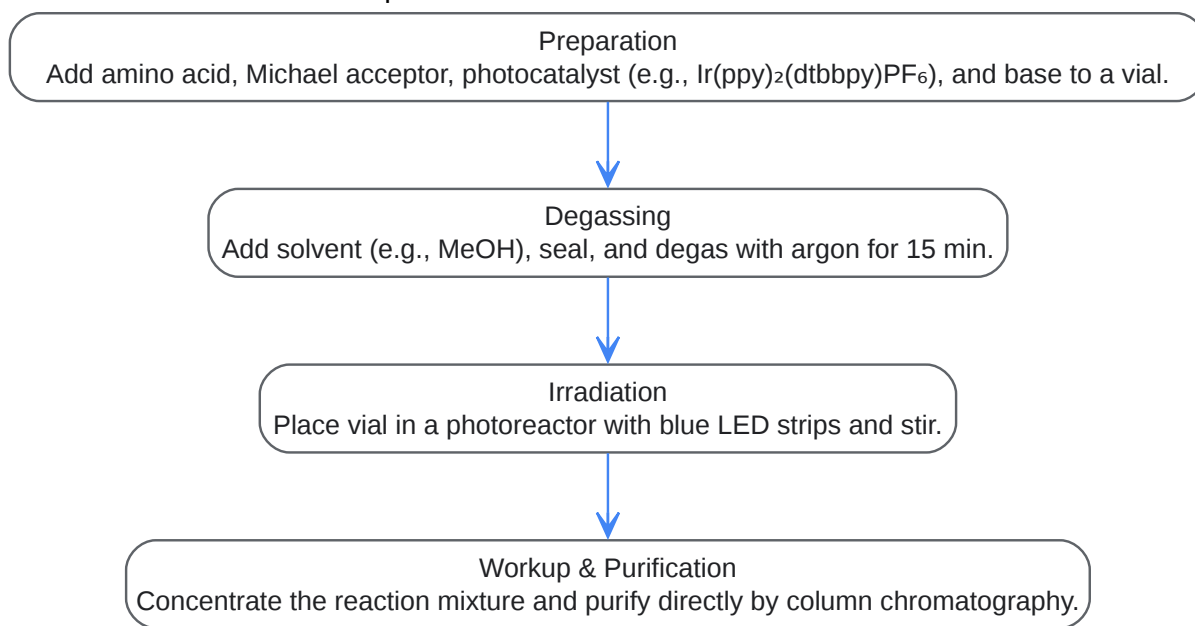 Preparation
Add amino acid, Michael acceptor, photocatalyst (e.g., Ir(ppy)₂(dtbbpy)PF₆), and base to a vial.
Degassing
Add solvent (e.g., MeOH), seal, and degas with argon for 15 min.
Irradiation
Place vial in a photoreactor with blue LED strips and stir.
Workup & Purification
Concentrate the reaction mixture and purify directly by column chromatography.